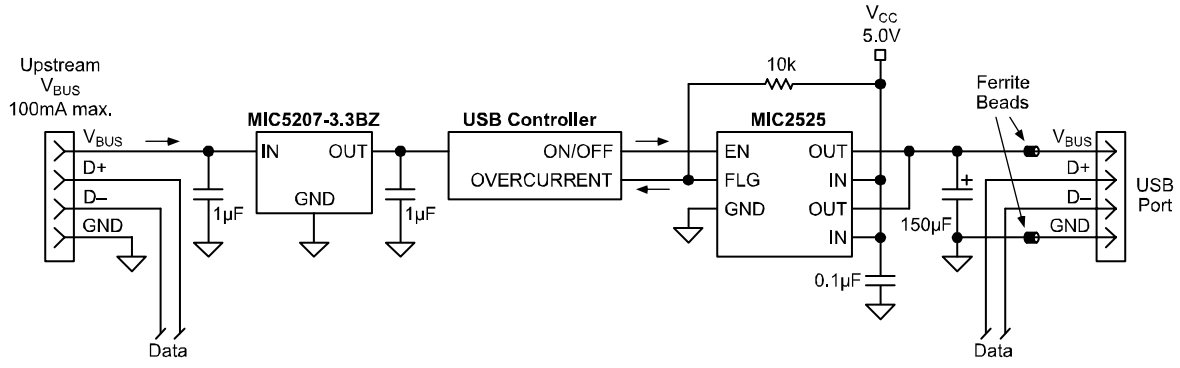 Upstream
VBUS
100mA max.
VBUS
D+
D–
GND
Data
1µF
MIC5207-3.3BZ
IN
OUT
GND
1µF
USB Controller
ON/OFF
OVERCURRENT
10k
VCC
5.0V
MIC2525
EN
FLG
GND
OUT
IN
OUT
IN
0.1µF
+
150µF
Ferrite
Beads
VBUS
D+
D–
GND
USB
Port
Data